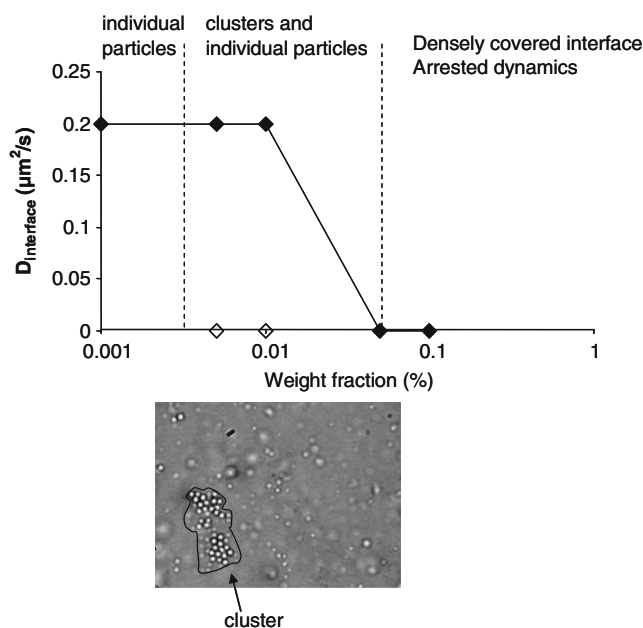 individual
particles
clusters and
individual particles
Densely covered interface
Arrested dynamics
0.25
0.2
0.15
0.1
0.05
0
D_Interface (µm²/s)
0.001
0.01
0.1
1
Weight fraction (%)
cluster